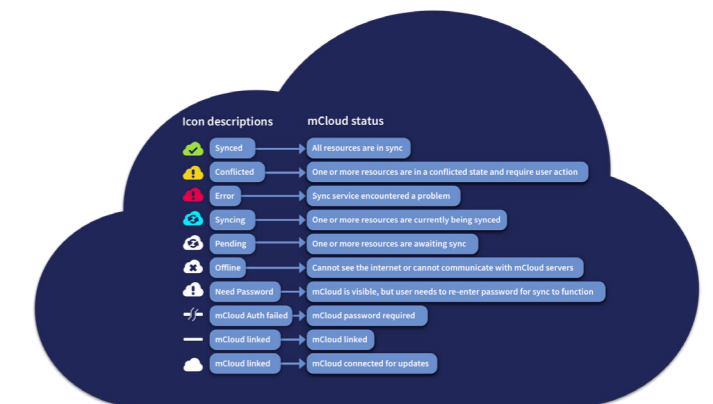 Icon descriptions mCloud status
Synced All resources are in sync
Conflicted One or more resources are in a conflicted state and require user action
Error Sync service encountered a problem
Syncing One or more resources are currently being synced
Pending One or more resources are awaiting sync
Offline Cannot see the internet or cannot communicate with mCloud servers
Need Password mCloud is visible, but user needs to re-enter password for sync to function
mCloud Auth failed mCloud password required
mCloud linked mCloud linked
mCloud linked mCloud connected for updates